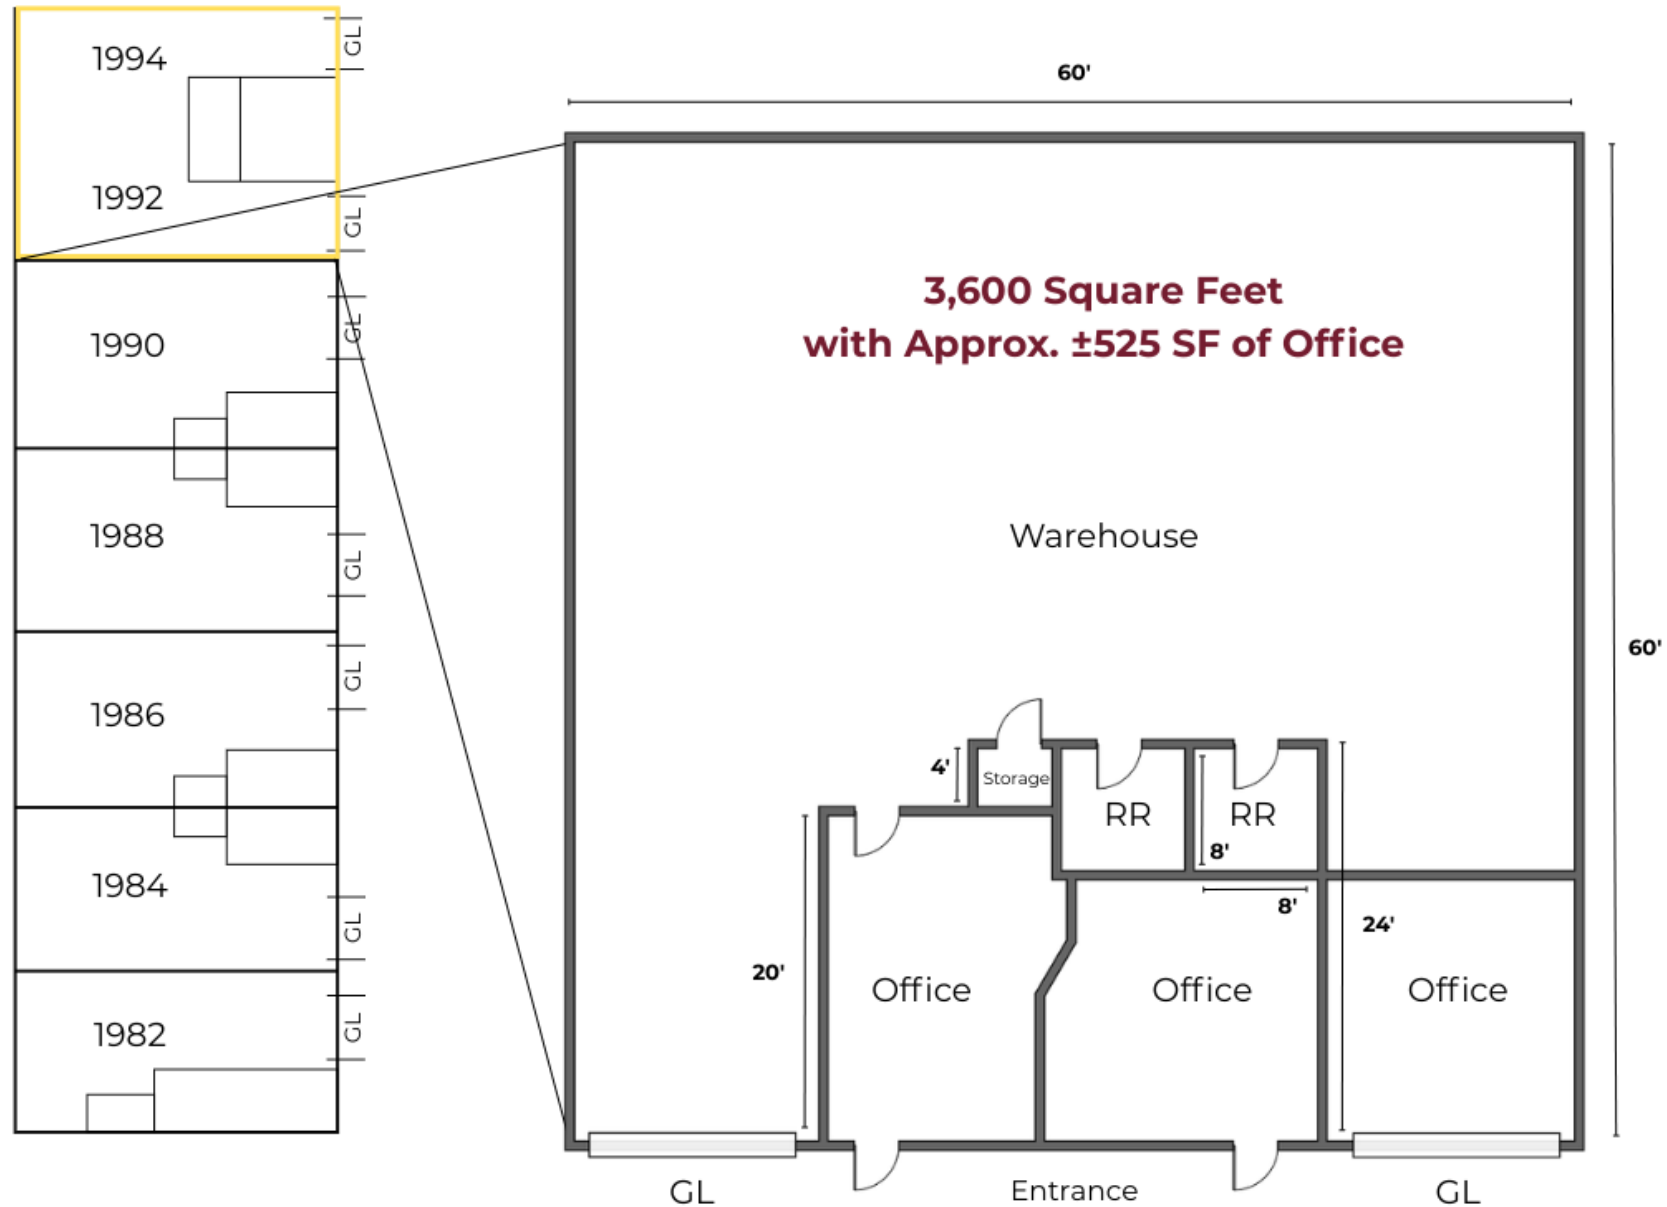 1994
GL
1992
GL
1990
GL
1988
GL
1986
GL
1984
GL
1982
GL
60'
3,600 Square Feet
with Approx. ±525 SF of Office
Warehouse
60'
4'
Storage
RR
RR
8'
8'
24'
20'
Office
Office
Office
GL
Entrance
GL